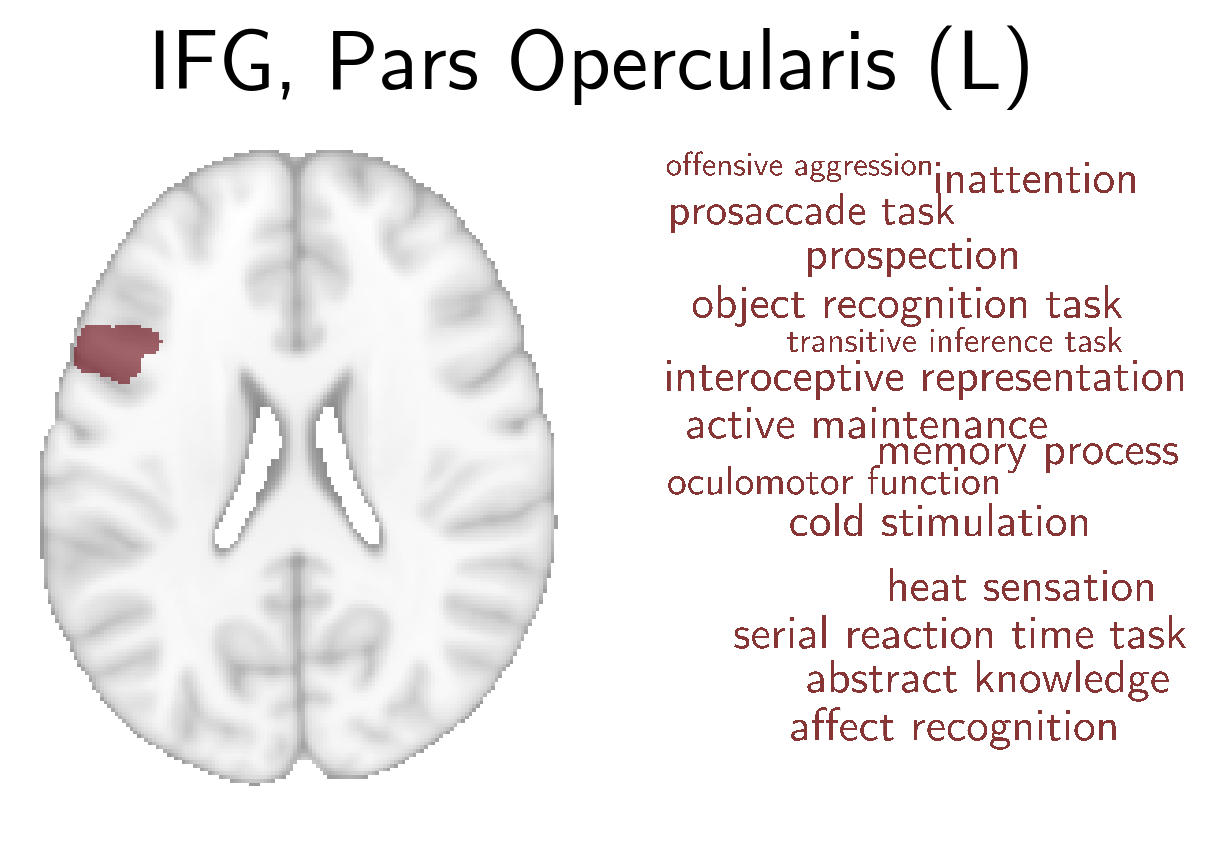 IFG, Pars Opercularis (L)
offensive aggression
inattention
prosaccade task
prospection
object recognition task
transitive inference task
interoceptive representation
active maintenance
memory process
oculomotor function
cold stimulation
heat sensation
serial reaction time task
abstract knowledge
affect recognition